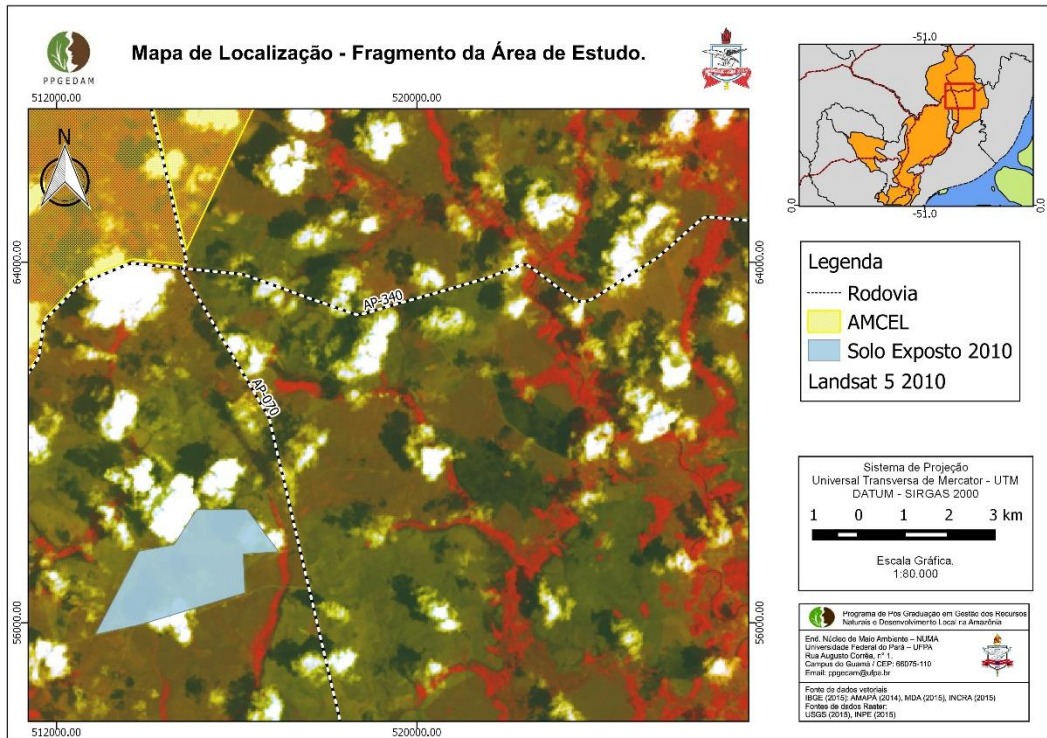 PPGEDAM
Mapa de Localização - Fragmento da Área de Estudo.
512000.00
520000.00
N
64000.00
64000.00
AP-340
AP-070
56000.00
56000.00
512000.00
520000.00
-51.0
0.0
0.0
-51.0
Legenda
Rodovia
AMCEL
Solo Exposto 2010
Landsat 5 2010
Sistema de Projeção
Universal Transversa de Mercator - UTM
DATUM - SIRGAS 2000
1 0 1 2 3 km
Escala Gráfica.
1:80.000
Programa de Pós Graduação em Gestão dos Recursos
Naturais e Desenvolvimento Local na Amazônia
End. Núcleo de Maio Ambiente – NUMA
Universidade Federal do Pará – UFPA
Rua Augusto Corrêa, n° 1.
Campus do Guamá / CEP: 66075-110
Email: ppgedam@ufpa.br
Fonte de dados vetoriais
IBGE (2015); AMAPÁ (2014), MDA (2015), INCRA (2015)
Fontes de dados Raster:
USGS (2015), INPE (2015)